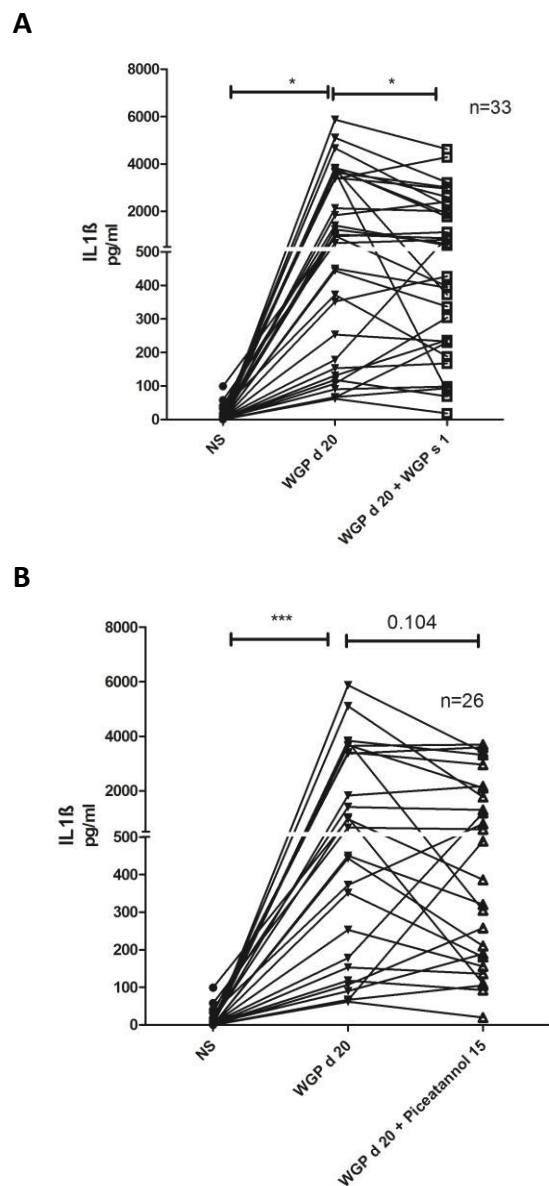 A
8000
6000
4000
2000
500
400
300
200
100
0
IL1ß
pg/ml
*
*
n=33
NS
WGP d 20
WGP d 20 + WGP s 1
B
8000
6000
4000
2000
500
400
300
200
100
0
IL1ß
pg/ml
***
0.104
n=26
NS
WGP d 20
WGP d 20 + Piceatannol 15